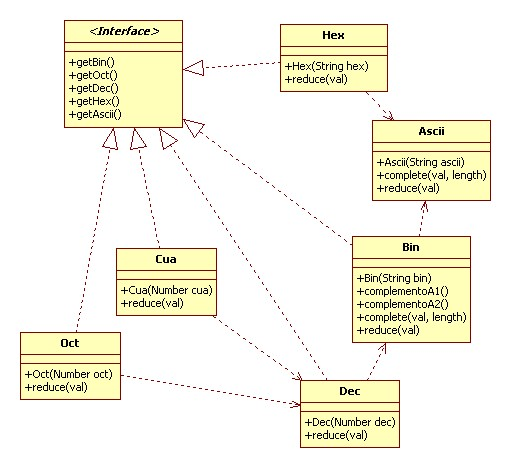 <Interface>
+getBin()
+getOct()
+getDec()
+getHex()
+getAscii()
Hex
+Hex(String hex)
+reduce(val)
Ascii
+Ascii(String ascii)
+complete(val, length)
+reduce(val)
Bin
+Bin(String bin)
+complementoA1()
+complementoA2()
+complete(val, length)
+reduce(val)
Cua
+Cua(Number cua)
+reduce(val)
Oct
+Oct(Number oct)
+reduce(val)
Dec
+Dec(Number dec)
+reduce(val)